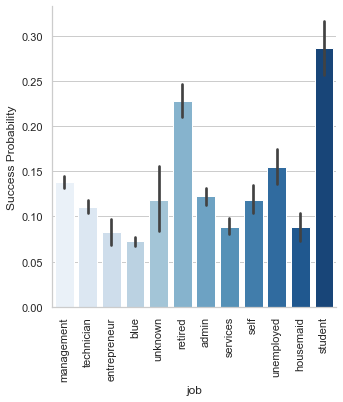 Success Probability
0.30
0.25
0.20
0.15
0.10
0.05
0.00
management
technician
entrepreneur
blue
unknown
retired
admin
services
self
unemployed
housemaid
student
job